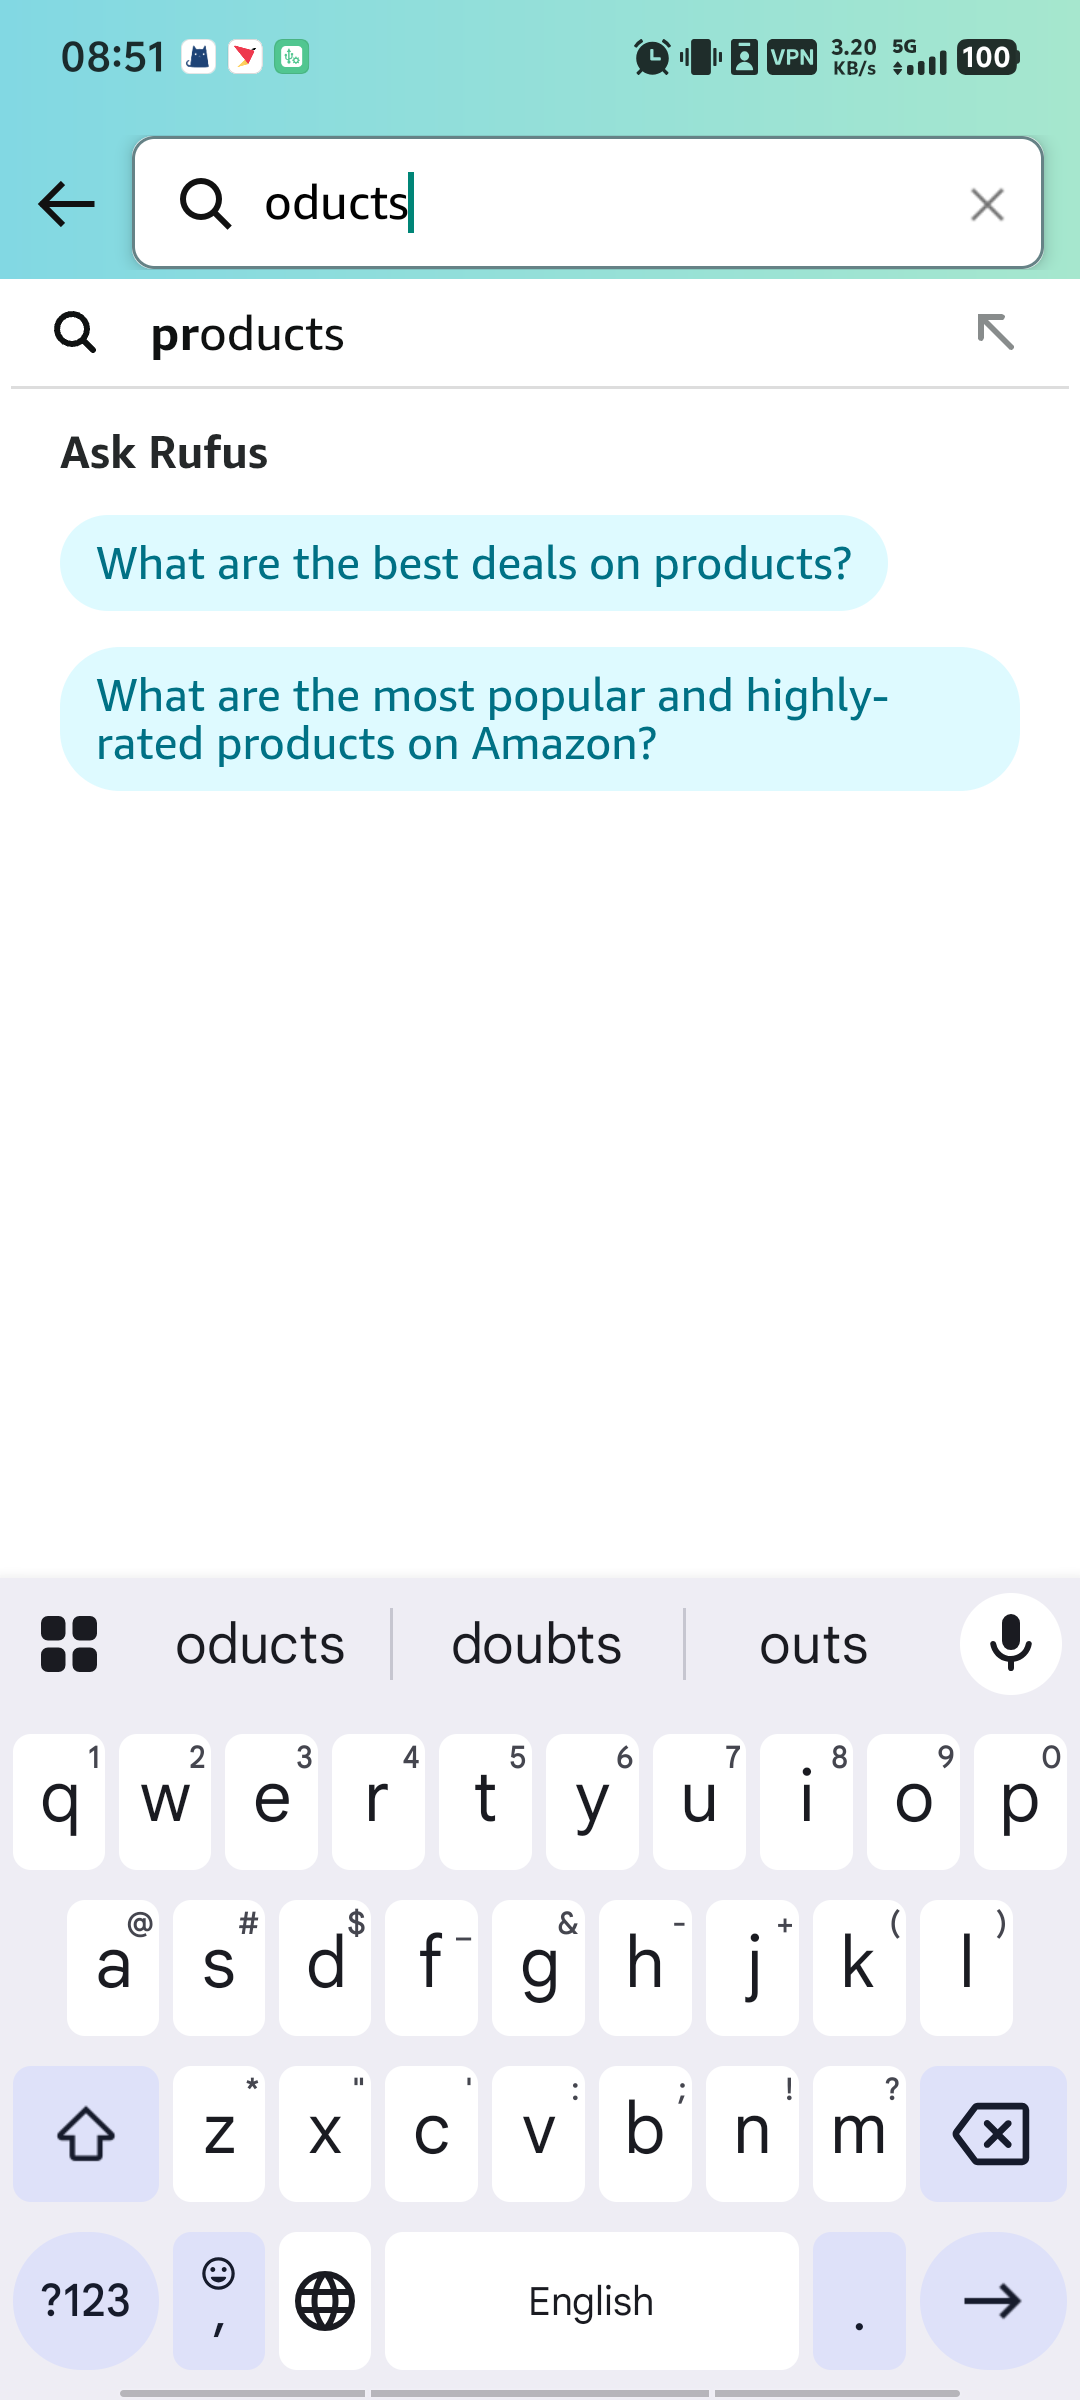 08:51 VPN 3.20 KB/s 5G 100
oducts
products
Ask Rufus
What are the best deals on products?
What are the most popular and highly-
rated products on Amazon?
oducts doubts outs
1 2 3 4 5 6 7 8 9 0
q w e r t y u i o p
@ # $ _ & - + ( )
a s d f g h j k l
* " ' : ; ! ?
z x c v b n m
?123 , English .